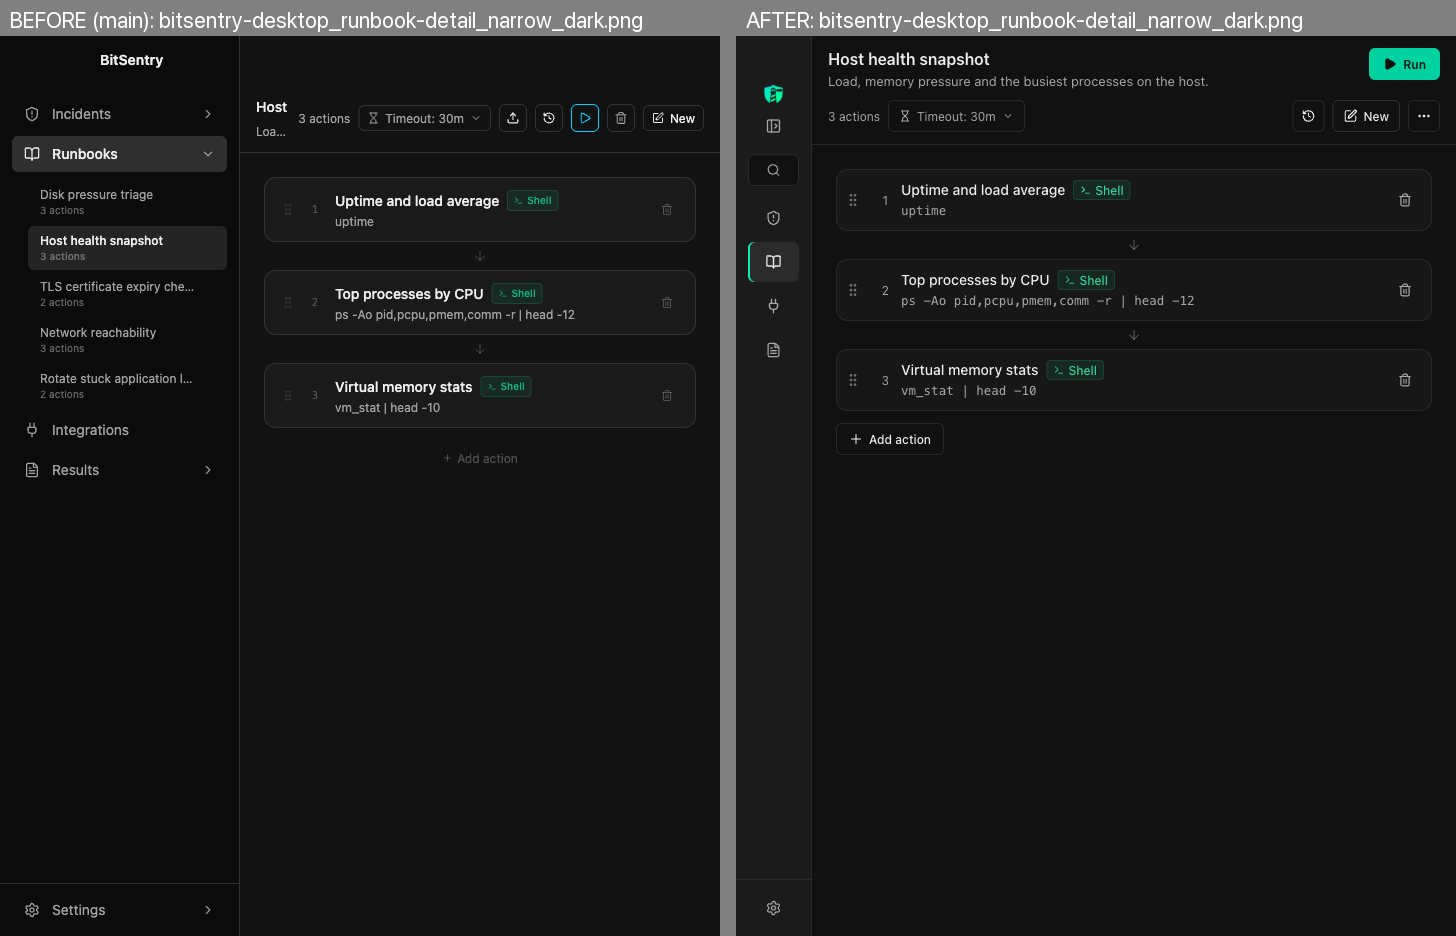 BEFORE (main): bitsentry-desktop_runbook-detail_narrow_dark.png
BitSentry
Incidents
Runbooks
Disk pressure triage
3 actions
Host health snapshot
3 actions
TLS certificate expiry che...
2 actions
Network reachability
3 actions
Rotate stuck application l...
2 actions
Integrations
Results
Settings
Host
Loa...
3 actions
Timeout: 30m
New
1
Uptime and load average
Shell
uptime
2
Top processes by CPU
Shell
ps -Ao pid,pcpu,pmem,comm -r | head -12
3
Virtual memory stats
Shell
vm_stat | head -10
+ Add action
AFTER: bitsentry-desktop_runbook-detail_narrow_dark.png
Host health snapshot
Load, memory pressure and the busiest processes on the host.
Run
3 actions
Timeout: 30m
New
1
Uptime and load average
Shell
uptime
2
Top processes by CPU
Shell
ps -Ao pid,pcpu,pmem,comm -r | head -12
3
Virtual memory stats
Shell
vm_stat | head -10
+ Add action